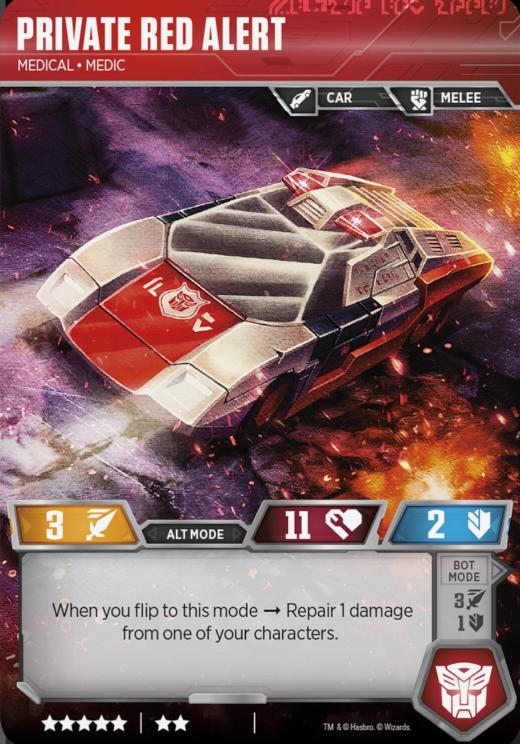 PRIVATE RED ALERT
MEDICAL • MEDIC
CAR
MELEE
3
ALT MODE
11
2
BOT
MODE
3
1
When you flip to this mode → Repair 1 damage
from one of your characters.
TM & © Hasbro. © Wizards.